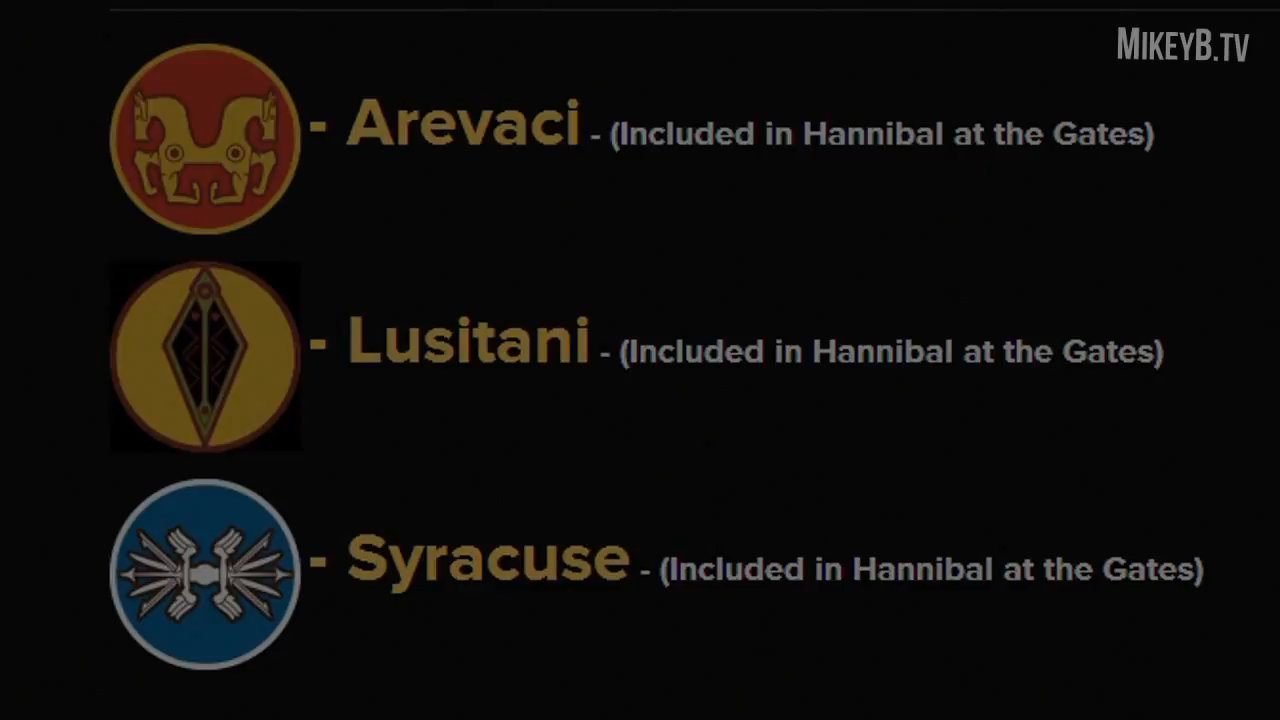 MIKEYB.TV
- Arevaci - (Included in Hannibal at the Gates)
- Lusitani - (Included in Hannibal at the Gates)
- Syracuse - (Included in Hannibal at the Gates)